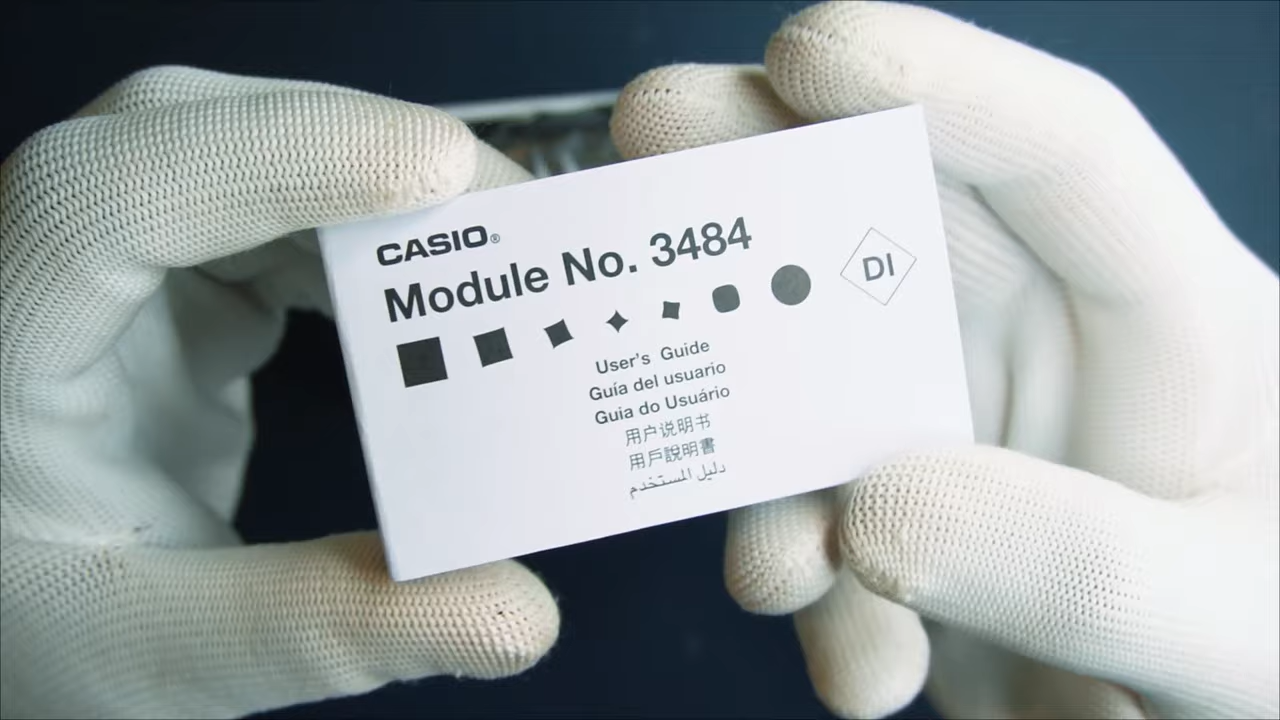 CASIO®
Module No. 3484
DI
User's Guide
Guía del usuario
Guia do Usuário
用户说明书
用戶說明書
دليل المستخدم